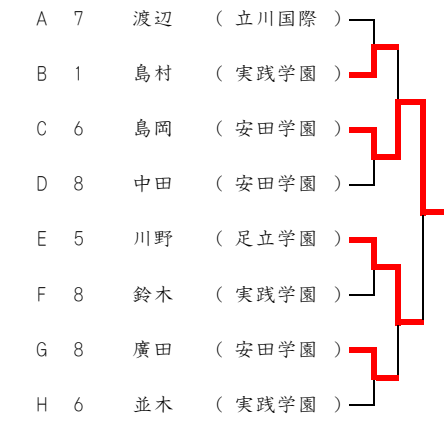 A 7 渡辺 ( 立川国際 )
B 1 島村 ( 実践学園 )
C 6 島岡 ( 安田学園 )
D 8 中田 ( 安田学園 )
E 5 川野 ( 足立学園 )
F 8 鈴木 ( 実践学園 )
G 8 廣田 ( 安田学園 )
H 6 並木 ( 実践学園 )